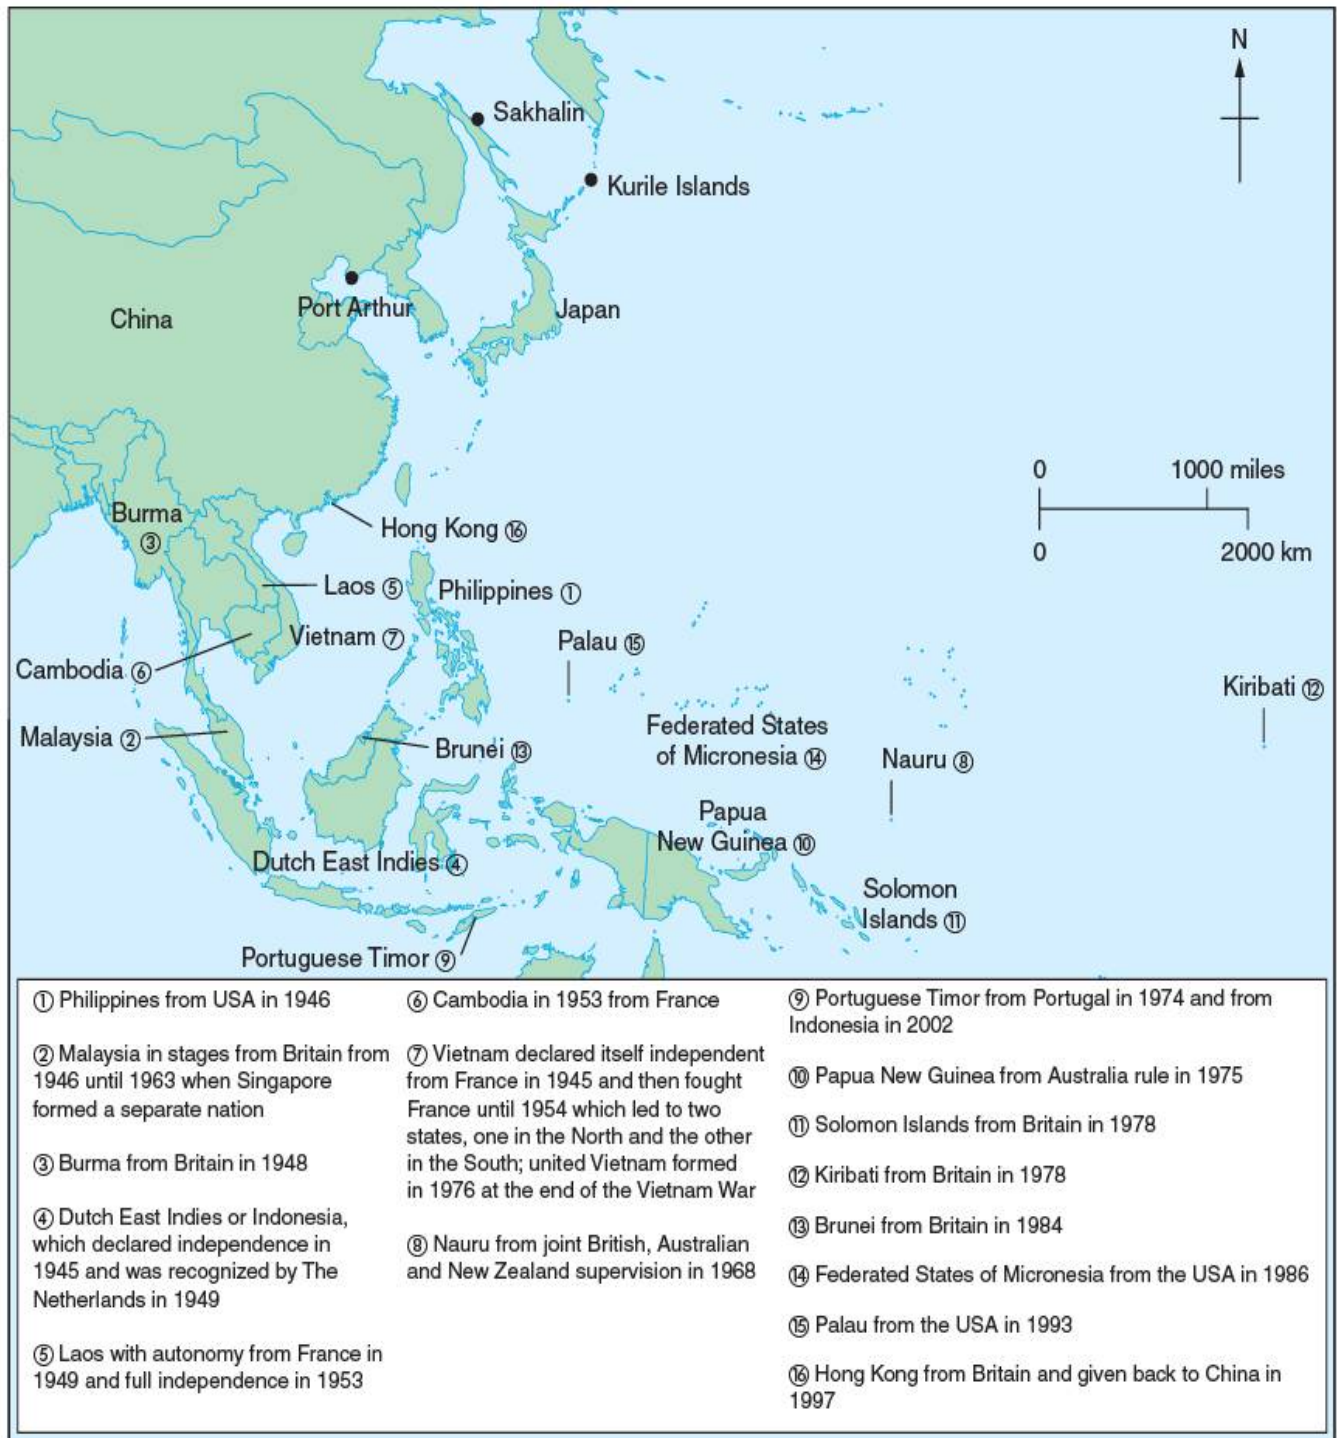 N
Sakhalin
Kurile Islands
Port Arthur
China
Japan
0 1000 miles
0 2000 km
Burma
③
Hong Kong ⑯
Laos ⑤
Philippines ①
Vietnam ⑦
Palau ⑮
Cambodia ⑥
Kiribati ⑫
Malaysia ②
Federated States
of Micronesia ⑭
Brunei ⑬
Nauru ⑧
Papua
New Guinea ⑩
Dutch East Indies ④
Solomon
Islands ⑪
Portuguese Timor ⑨
① Philippines from USA in 1946
② Malaysia in stages from Britain from
1946 until 1963 when Singapore
formed a separate nation
③ Burma from Britain in 1948
④ Dutch East Indies or Indonesia,
which declared independence in
1945 and was recognized by The
Netherlands in 1949
⑤ Laos with autonomy from France in
1949 and full independence in 1953
⑥ Cambodia in 1953 from France
⑦ Vietnam declared itself independent
from France in 1945 and then fought
France until 1954 which led to two
states, one in the North and the other
in the South; united Vietnam formed
in 1976 at the end of the Vietnam War
⑧ Nauru from joint British, Australian
and New Zealand supervision in 1968
⑨ Portuguese Timor from Portugal in 1974 and from
Indonesia in 2002
⑩ Papua New Guinea from Australia rule in 1975
⑪ Solomon Islands from Britain in 1978
⑫ Kiribati from Britain in 1978
⑬ Brunei from Britain in 1984
⑭ Federated States of Micronesia from the USA in 1986
⑮ Palau from the USA in 1993
⑯ Hong Kong from Britain and given back to China in
1997